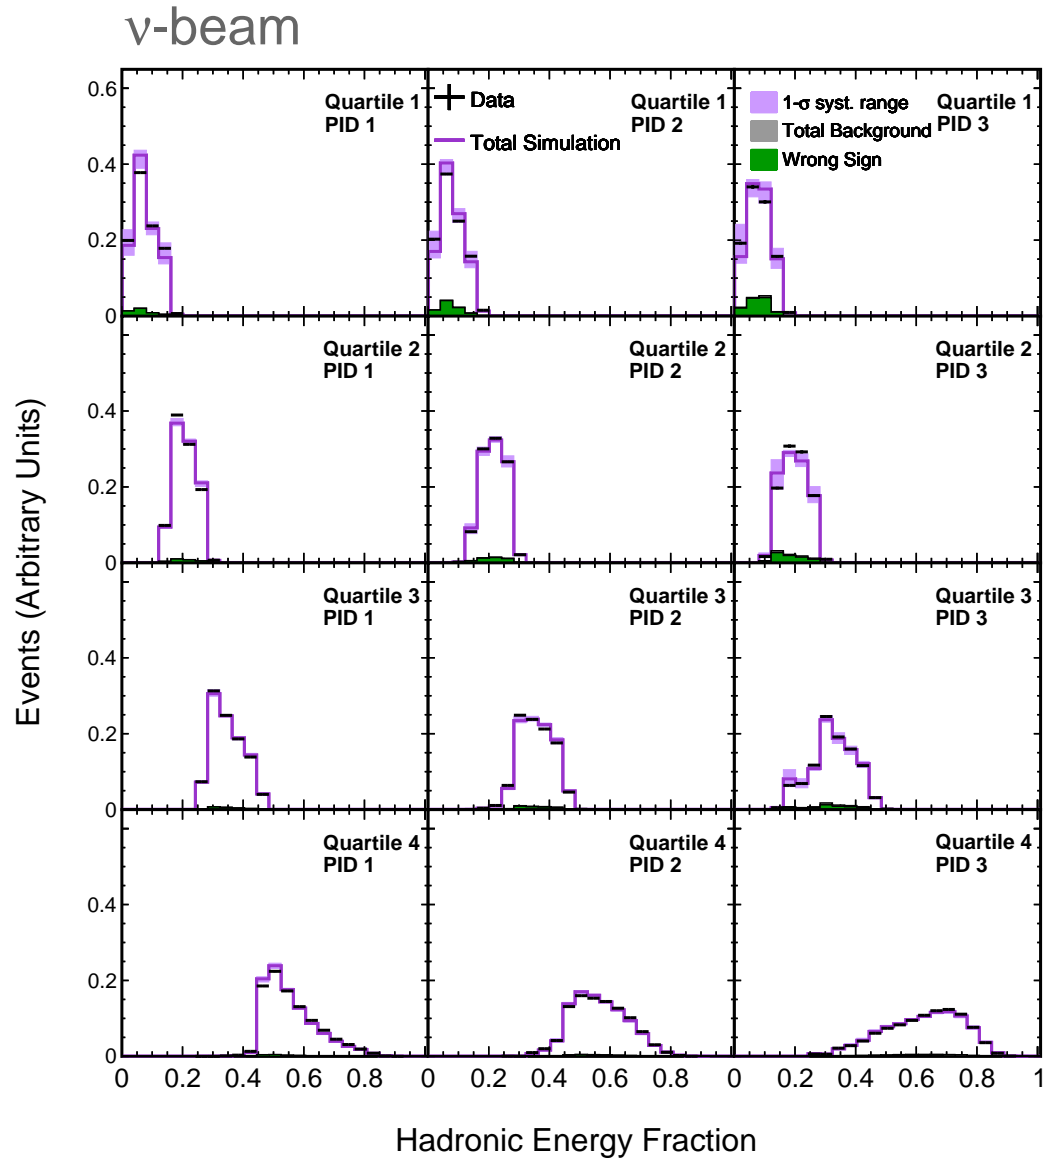 ν-beam
0.6
Quartile 1
PID 1
Data
Total Simulation
Quartile 1
PID 2
1-σ syst. range
Total Background
Wrong Sign
Quartile 1
PID 3
0.4
0.2
0
Quartile 2
PID 1
Quartile 2
PID 2
Quartile 2
PID 3
0.4
0.2
0
Quartile 3
PID 1
Quartile 3
PID 2
Quartile 3
PID 3
0.4
0.2
0
Quartile 4
PID 1
Quartile 4
PID 2
Quartile 4
PID 3
0.4
0.2
0
Events (Arbitrary Units)
0 0.2 0.4 0.6 0.8 0 0.2 0.4 0.6 0.8 0 0.2 0.4 0.6 0.8 1
Hadronic Energy Fraction